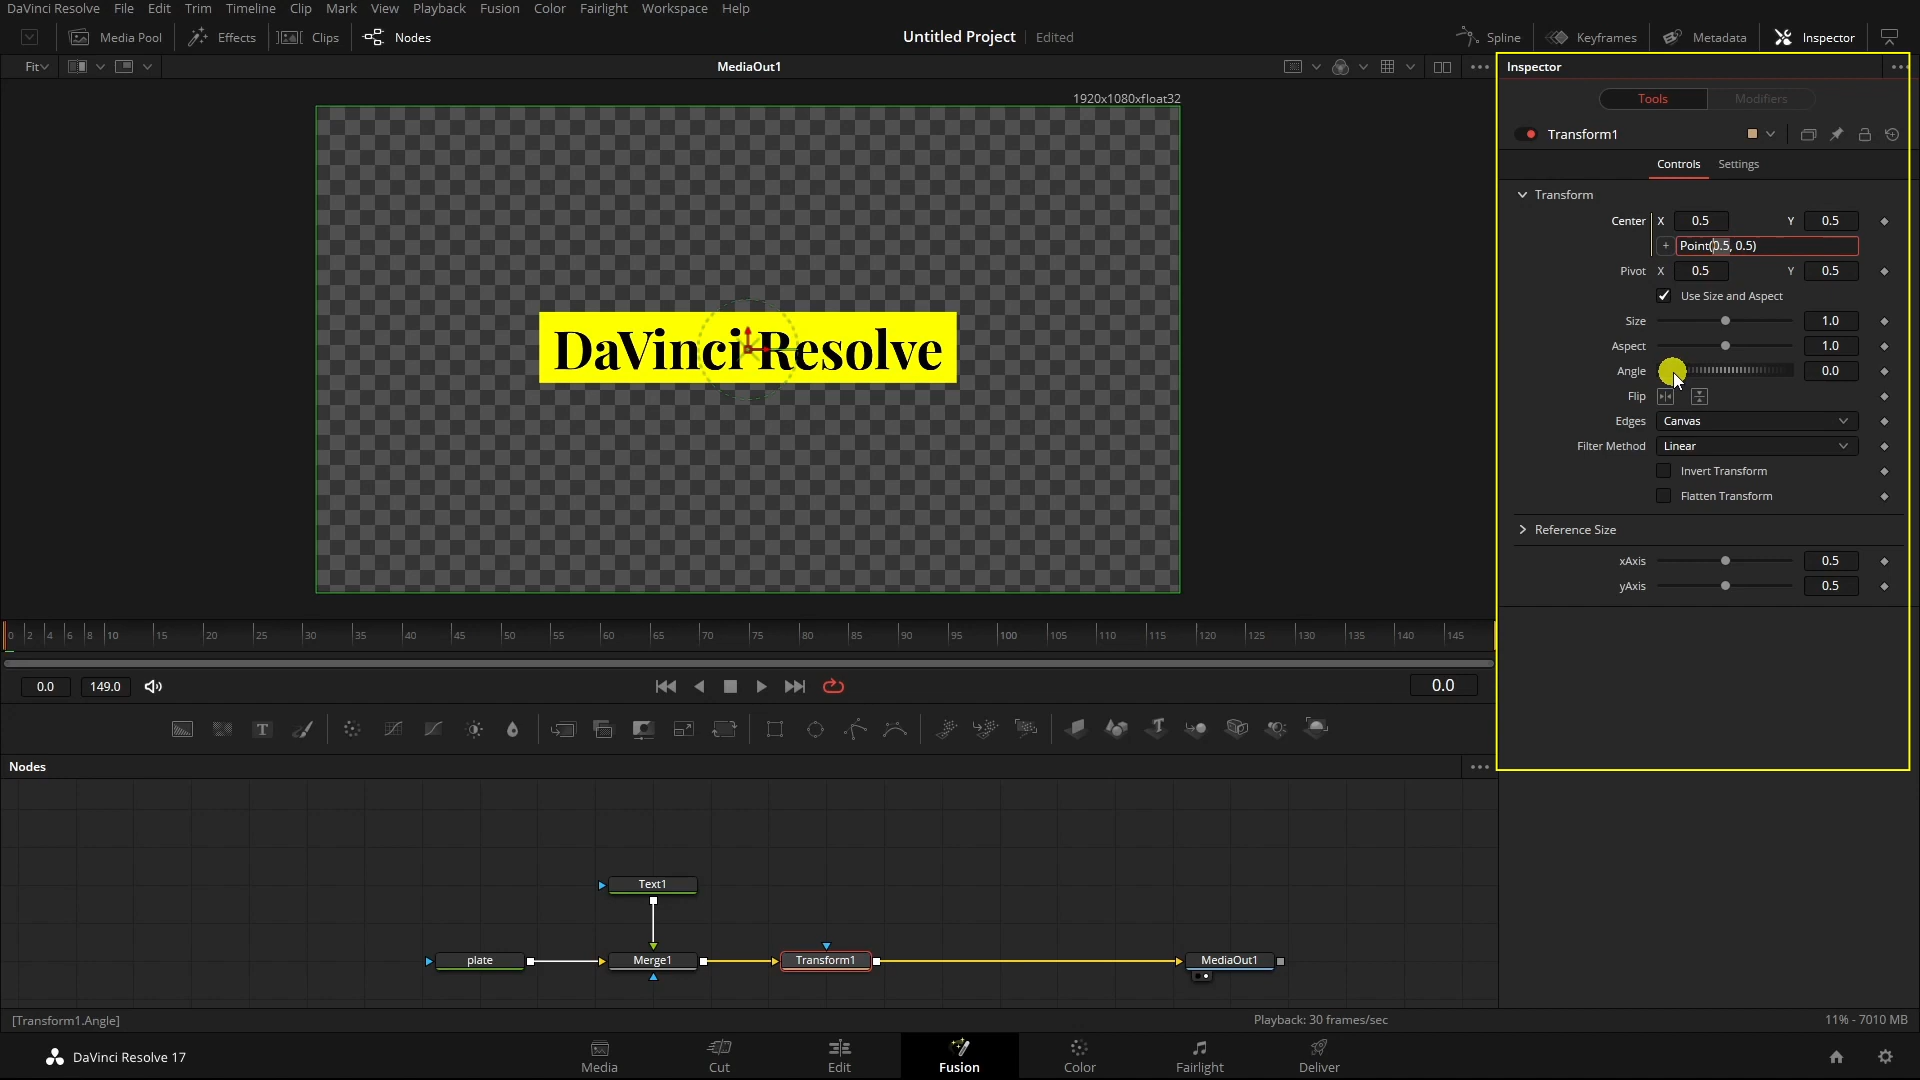 DaVinci Resolve File Edit Trim Timeline Clip Mark View Playback Fusion Color Fairlight Workspace Help
Media Pool Effects Clips Nodes Untitled Project Edited Spline Keyframes Metadata Inspector
Fit MediaOut1 Inspector
1920x1080xfloat32
Tools Modifiers
Transform1
Controls Settings
Transform
Center X 0.5 Y 0.5
+ Point(0.5, 0.5)
Pivot X 0.5 Y 0.5
Use Size and Aspect
Size 1.0
Aspect 1.0
Angle 0.0
Flip
Edges Canvas
Filter Method Linear
Invert Transform
Flatten Transform
Reference Size
xAxis 0.5
yAxis 0.5
DaVinci Resolve
0 2 4 6 8 10 15 20 25 30 35 40 45 50 55 60 65 70 75 80 85 90 95 100 105 110 115 120 125 130 135 140 145
0.0 149.0 0.0
Nodes
Text1
plate Merge1 Transform1 MediaOut1
[Transform1.Angle] Playback: 30 frames/sec 11% - 7010 MB
DaVinci Resolve 17 Media Cut Edit Fusion Color Fairlight Deliver